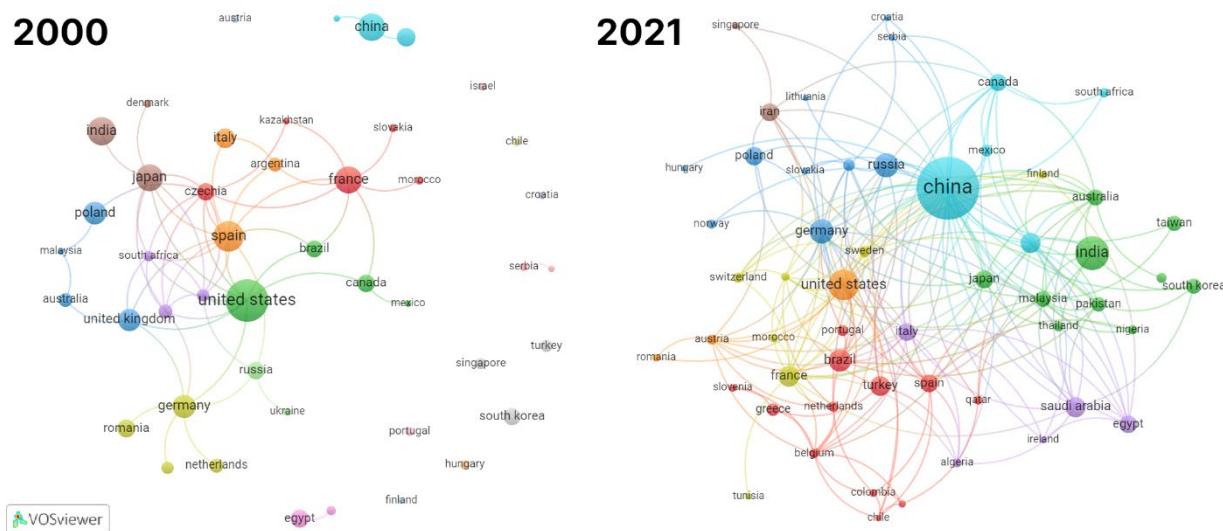 2000
austria
china
israel
denmark
kazakhstan
india
italy
slovakia
chile
argentina
japan
czechia
france
morocco
croatia
poland
spain
malaysia
south africa
brazil
serbia
australia
united states
canada
united kingdom
mexico
turkey
singapore
russia
germany
ukraine
south korea
romania
portugal
netherlands
hungary
finland
egypt
VOSviewer
2021
croatia
singapore
serbia
canada
south africa
lithuania
iran
mexico
poland
russia
hungary
slovakia
finland
china
australia
norway
taiwan
germany
sweden
india
switzerland
united states
japan
south korea
malaysia
pakistan
thailand
nigeria
portugal
italy
austria
morocco
romania
brazil
france
turkey
spain
slovenia
greece
netherlands
qatar
saudi arabia
egypt
ireland
belgium
algeria
tunisia
colombia
chile